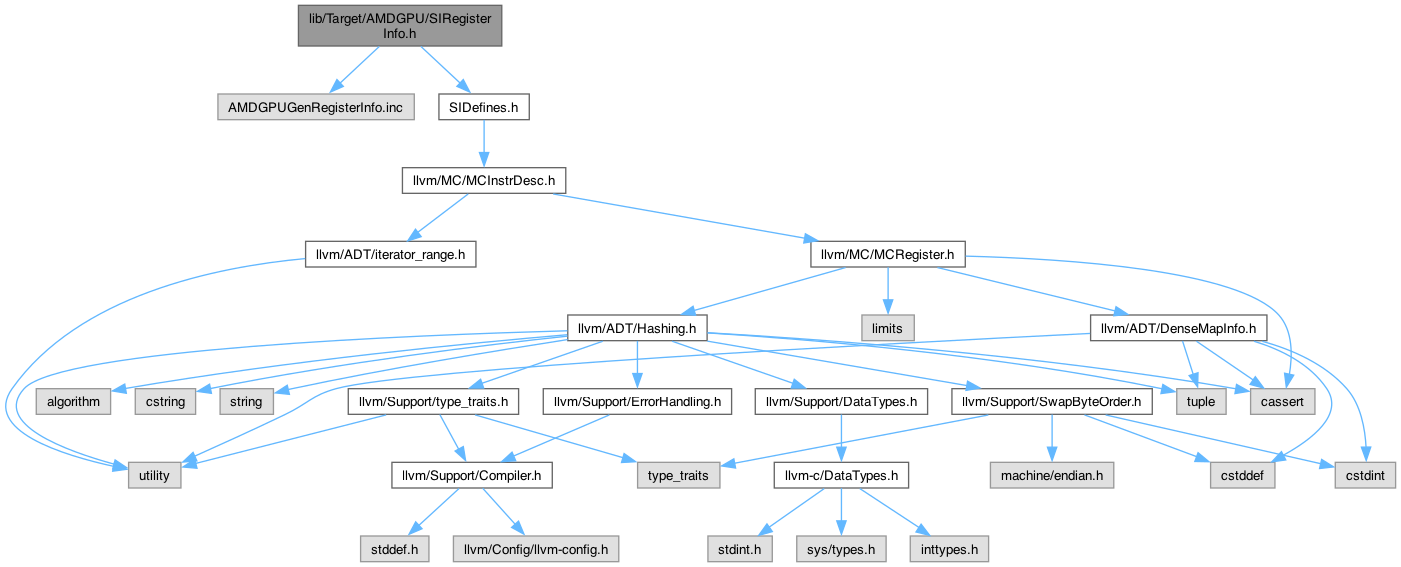 lib/Target/AMDGPU/SIRegister
Info.h
AMDGPUGenRegisterInfo.inc
SIDefines.h
llvm/MC/MCInstrDesc.h
llvm/ADT/iterator_range.h
llvm/MC/MCRegister.h
llvm/ADT/Hashing.h
limits
llvm/ADT/DenseMapInfo.h
algorithm
cstring
string
llvm/Support/type_traits.h
llvm/Support/ErrorHandling.h
llvm/Support/DataTypes.h
llvm/Support/SwapByteOrder.h
tuple
cassert
utility
llvm/Support/Compiler.h
type_traits
llvm-c/DataTypes.h
machine/endian.h
cstddef
cstdint
stddef.h
llvm/Config/llvm-config.h
stdint.h
sys/types.h
inttypes.h